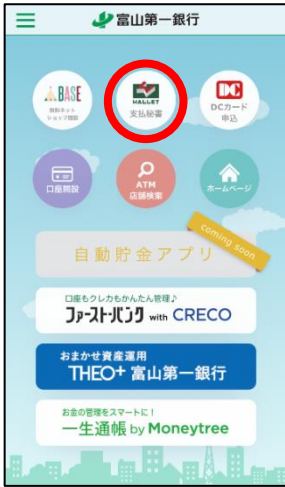 富山第一銀行
BASE
無料ネット
ショップ開設
WALLET
支払秘書
DC
DCカード
申込
口座開設
ATM
店舗検索
ホームページ
coming soon
自動貯金アプリ
口座もクレカもかんたん管理♪
ファーストバンク with CRECO
おまかせ資産運用
THEO+ 富山第一銀行
お金の管理をスマートに!
一生通帳 by Moneytree